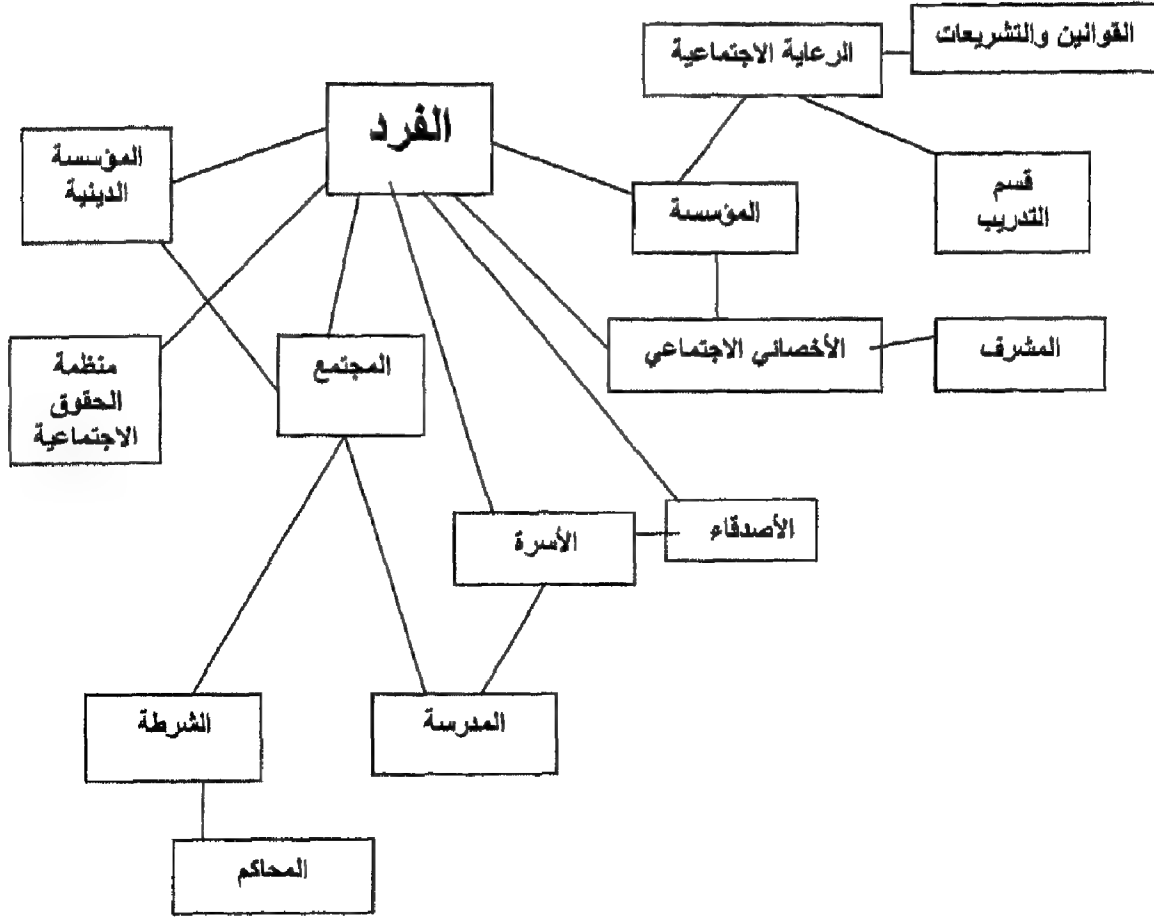 القوانين والتشريعات
الرعاية الاجتماعية
الفرد
المؤسسة
الدينية
قسم
التدريب
المؤسسة
منظمة
الحقوق
الاجتماعية
المجتمع
الأخصائي الاجتماعي
المشرف
الأسرة
الأصدقاء
الشرطة
المدرسة
المحاكم